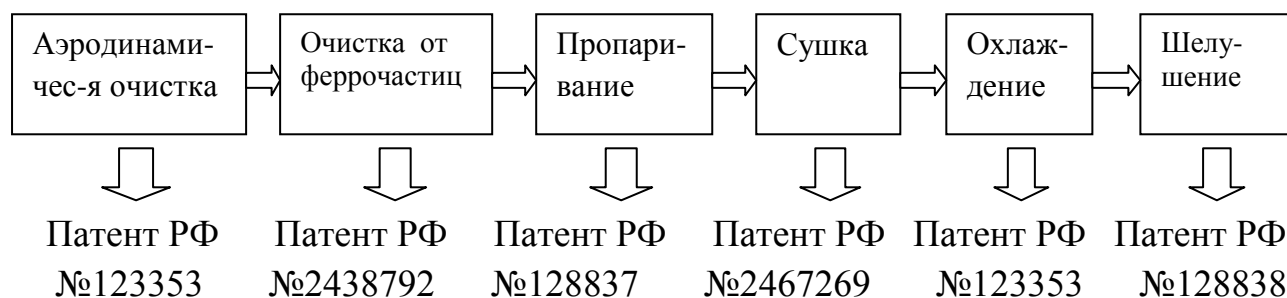 Аэродинами-
чес-я очистка
Очистка от
феррочастиц
Пропари-
вание
Сушка
Охлаж-
дение
Шелу-
шение
Патент РФ
№123353
Патент РФ
№2438792
Патент РФ
№128837
Патент РФ
№2467269
Патент РФ
№123353
Патент РФ
№128838